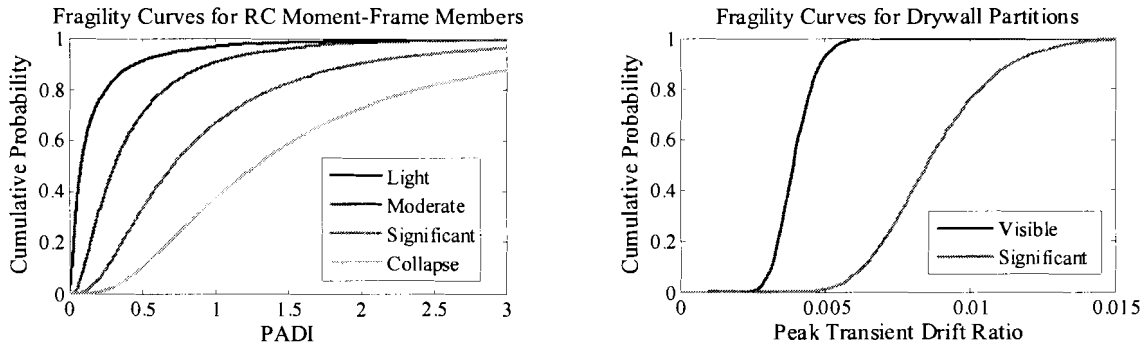 Fragility Curves for RC Moment-Frame Members
Cumulative Probability
1
0.8
0.6
0.4
0.2
0
0
0.5
1
1.5
2
2.5
3
PADI
Light
Moderate
Significant
Collapse
Fragility Curves for Drywall Partitions
Cumulative Probability
1
0.8
0.6
0.4
0.2
0
0
0.005
0.01
0.015
Peak Transient Drift Ratio
Visible
Significant